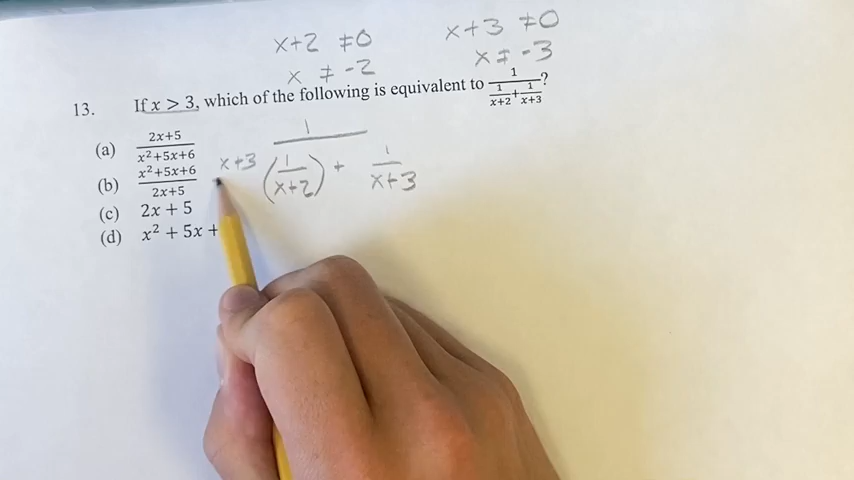 x+2 ≠0 x+3 ≠0
x ≠ -2 x ≠ -3
13. If x > 3, which of the following is equivalent to 1/(1/(x+2)+1/(x+3))?
(a) (2x+5)/(x²+5x+6)
(b) (x²+5x+6)/(2x+5)
(c) 2x + 5
(d) x² + 5x +
1
x+3 (1/(x+2)) + 1/(x+3)